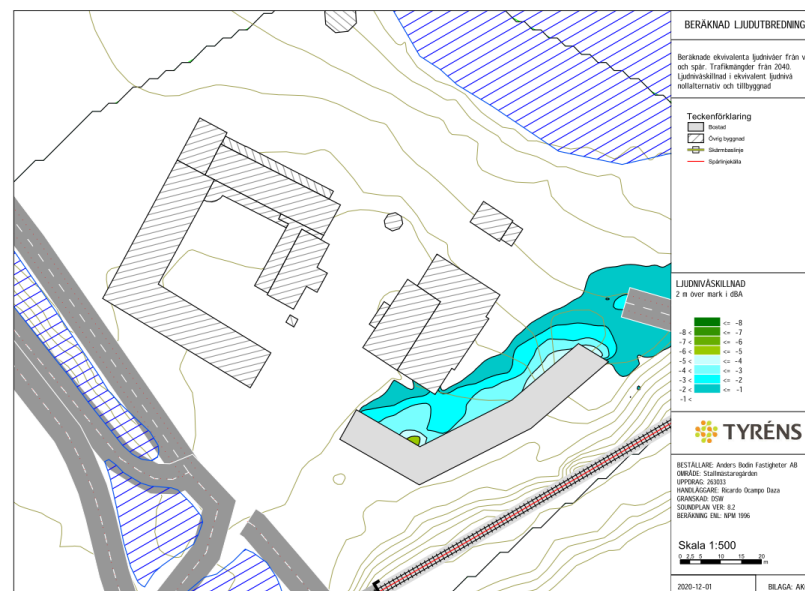 BERÄKNAD LJUDUTBREDNING
Beräknade ekvivalenta ljudnivåer från v
och spår. Trafikmängder från 2040.
Ljudnivåskillnad i ekvivalent ljudnivå
nollalternativ och tillbyggnad
Teckenförklaring
Bostad
Övrig byggnad
Skärmbaslinje
Spårlinjekälla
LJUDNIVÅSKILLNAD
2 m över mark i dBA
<= -8
-8 < <= -7
-7 < <= -6
-6 < <= -5
-5 < <= -4
-4 < <= -3
-3 < <= -2
-2 < <= -1
-1 <
TYRÉNS
BESTÄLLARE: Anders Bodin Fastigheter AB
OMRÅDE: Stallmästaregården
UPPDRAG: 263033
HANDLÄGGARE: Ricardo Ocampo Daza
GRANSKAD: DSW
SOUNDPLAN VER: 8.2
BERÄKNING ENL: NPM 1996
Skala 1:500
0 2,5 5 10 15 20
m
2020-12-01 BILAGA: AK